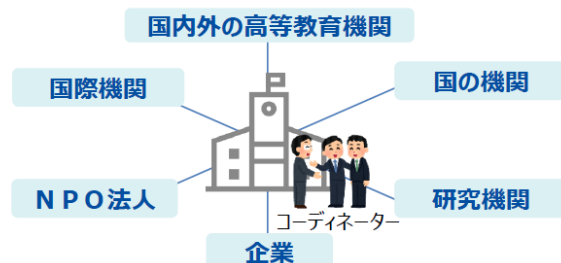 国内外の高等教育機関
国際機関
国の機関
ＮＰＯ法人
研究機関
コーディネーター
企業